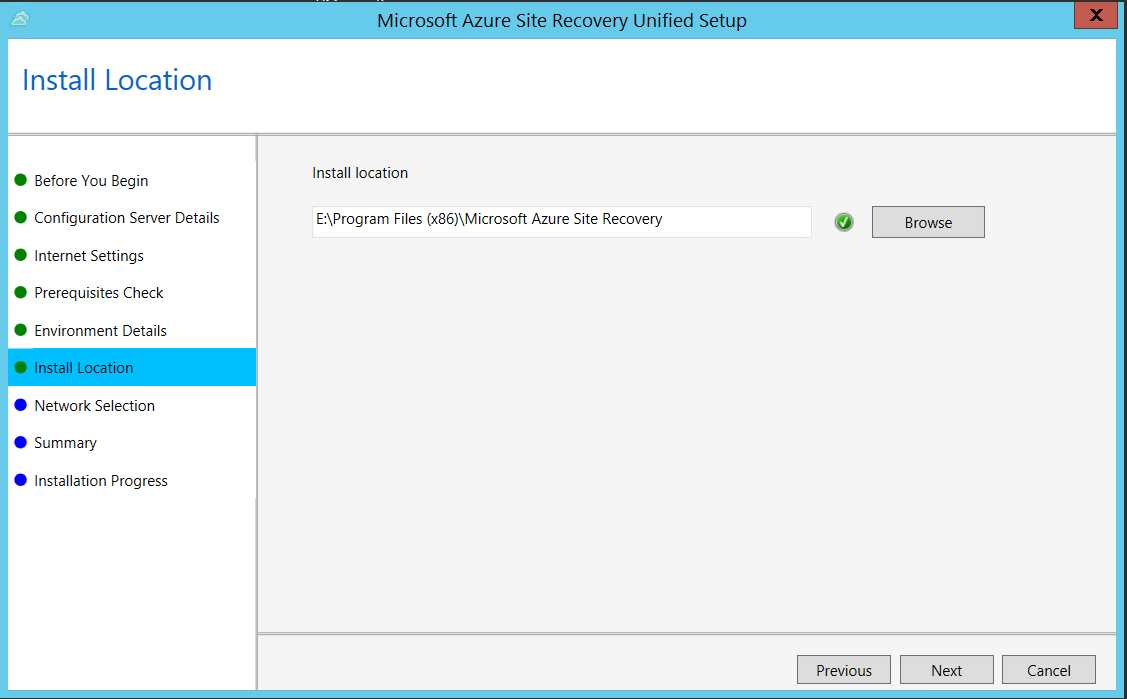 Microsoft Azure Site Recovery Unified Setup
X
Install Location
Before You Begin
Configuration Server Details
Internet Settings
Prerequisites Check
Environment Details
Install Location
Network Selection
Summary
Installation Progress
Install location
E:\Program Files (x86)\Microsoft Azure Site Recovery
Browse
Previous
Next
Cancel